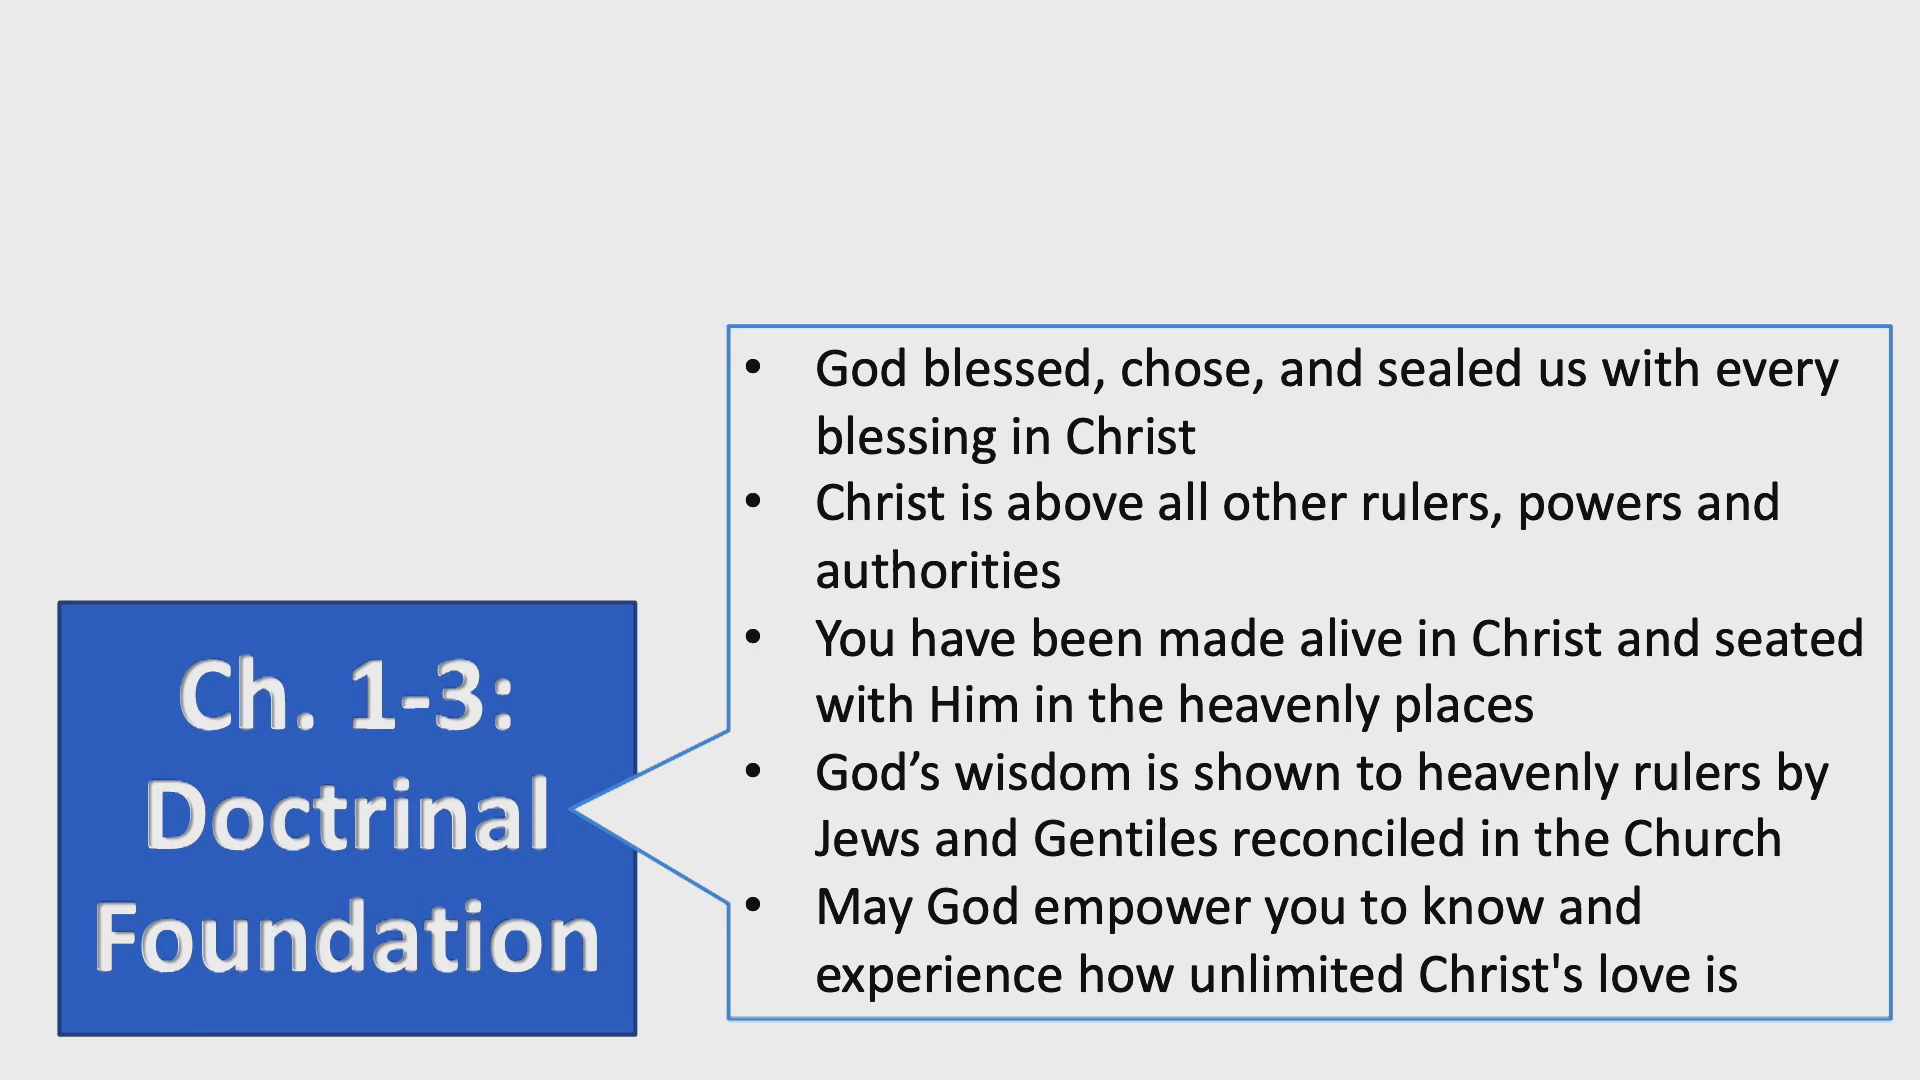 Ch. 1-3:
Doctrinal
Foundation
• God blessed, chose, and sealed us with every
blessing in Christ
• Christ is above all other rulers, powers and
authorities
• You have been made alive in Christ and seated
with Him in the heavenly places
• God’s wisdom is shown to heavenly rulers by
Jews and Gentiles reconciled in the Church
• May God empower you to know and
experience how unlimited Christ's love is